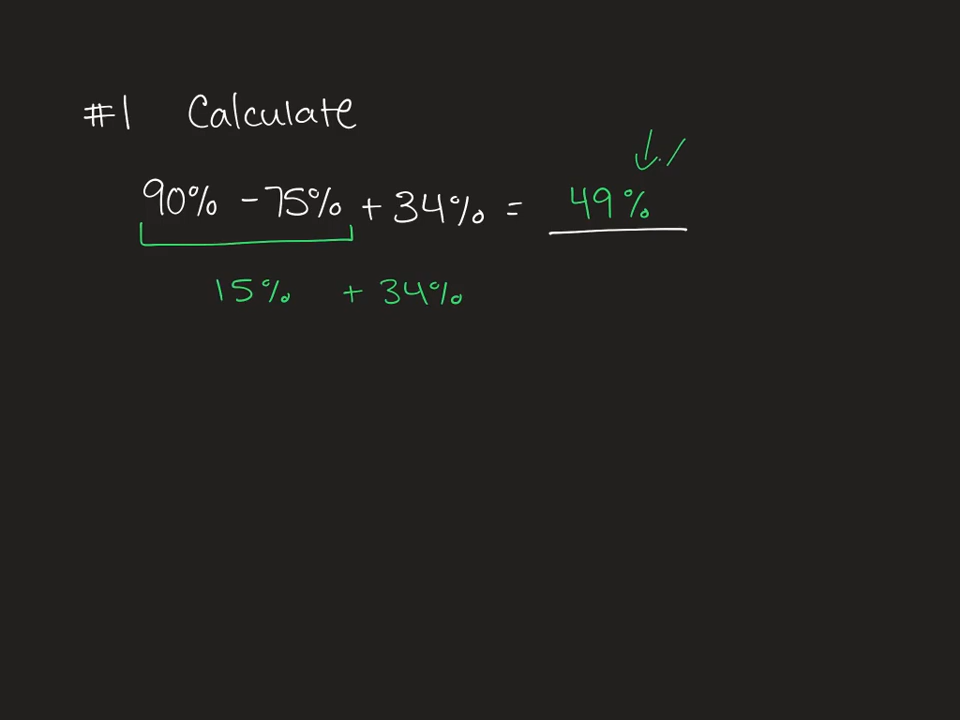 #1 Calculate
90% - 75% + 34% = 49%
15% + 34%